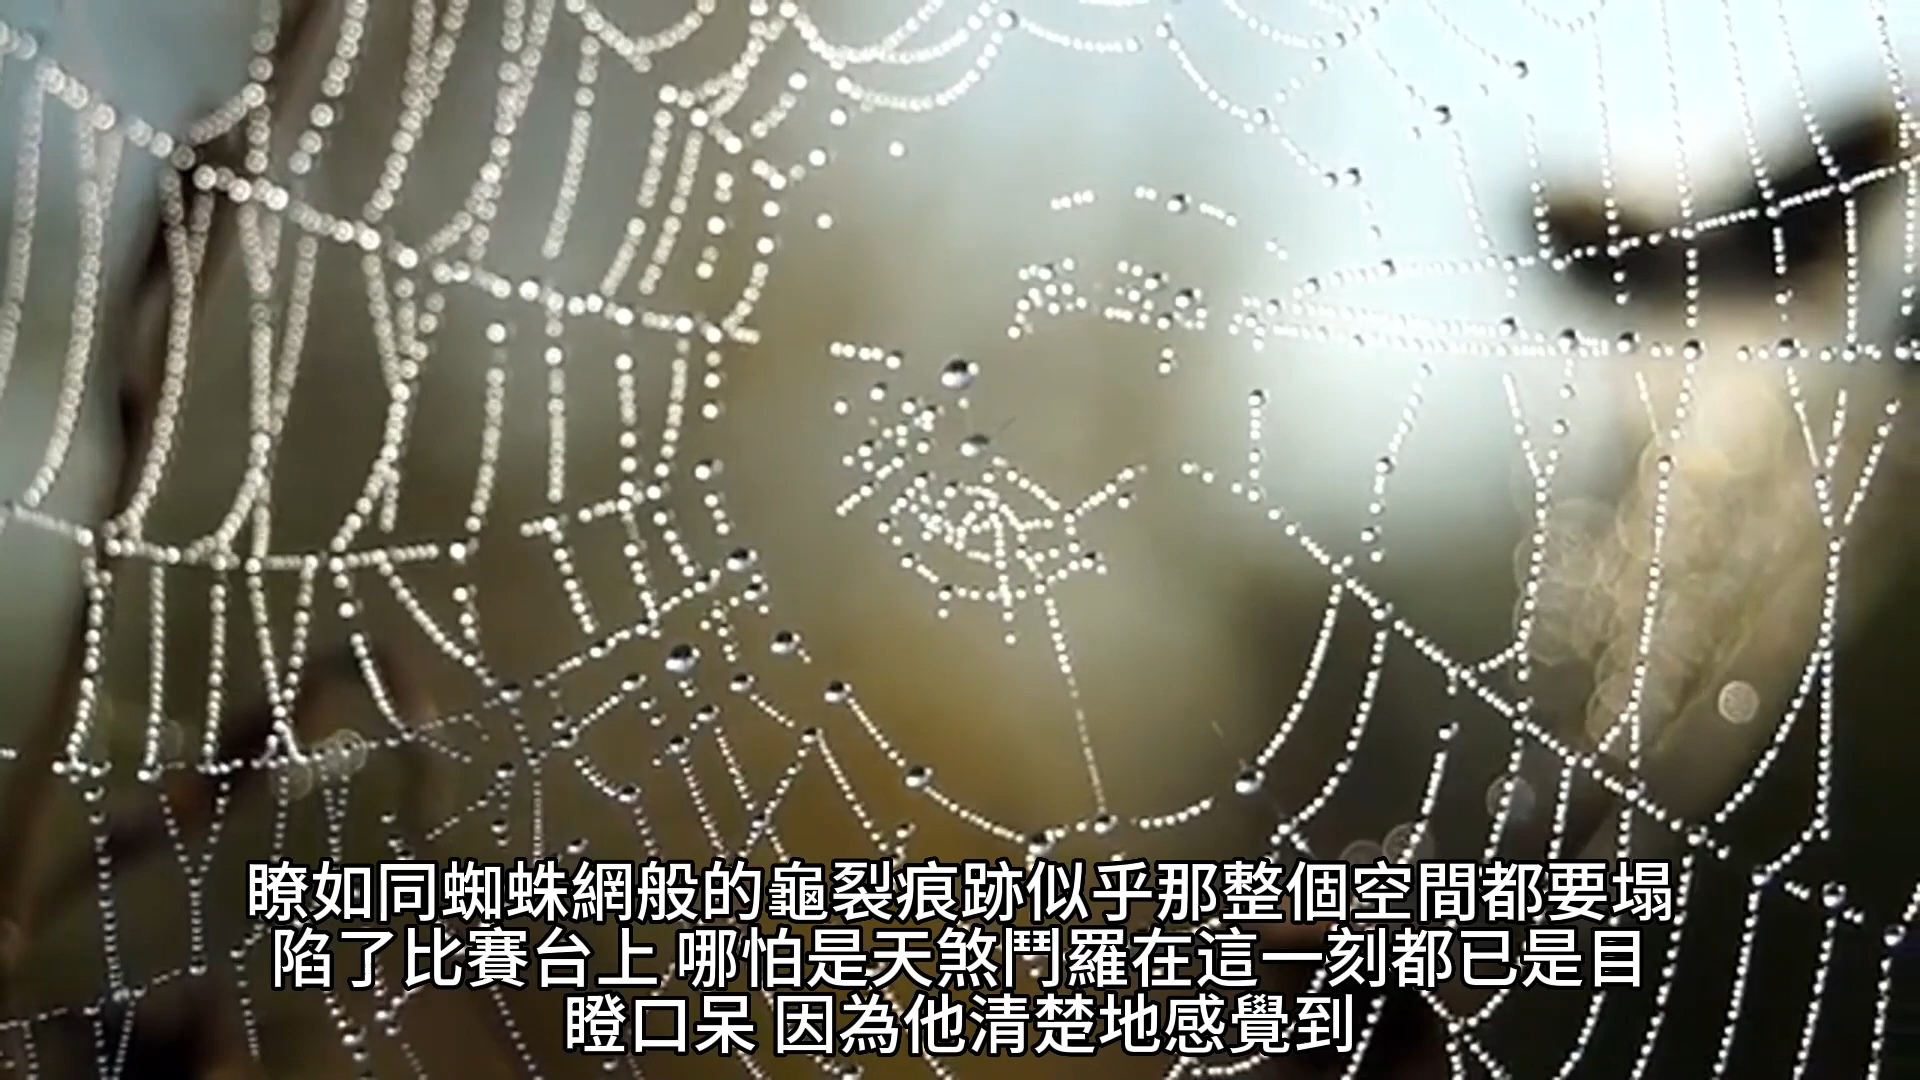 瞭如同蜘蛛網般的龜裂痕跡似乎那整個空間都要塌
陷了比賽台上 哪怕是天煞鬥羅在這一刻都已是目
瞪口呆 因為他清楚地感覺到